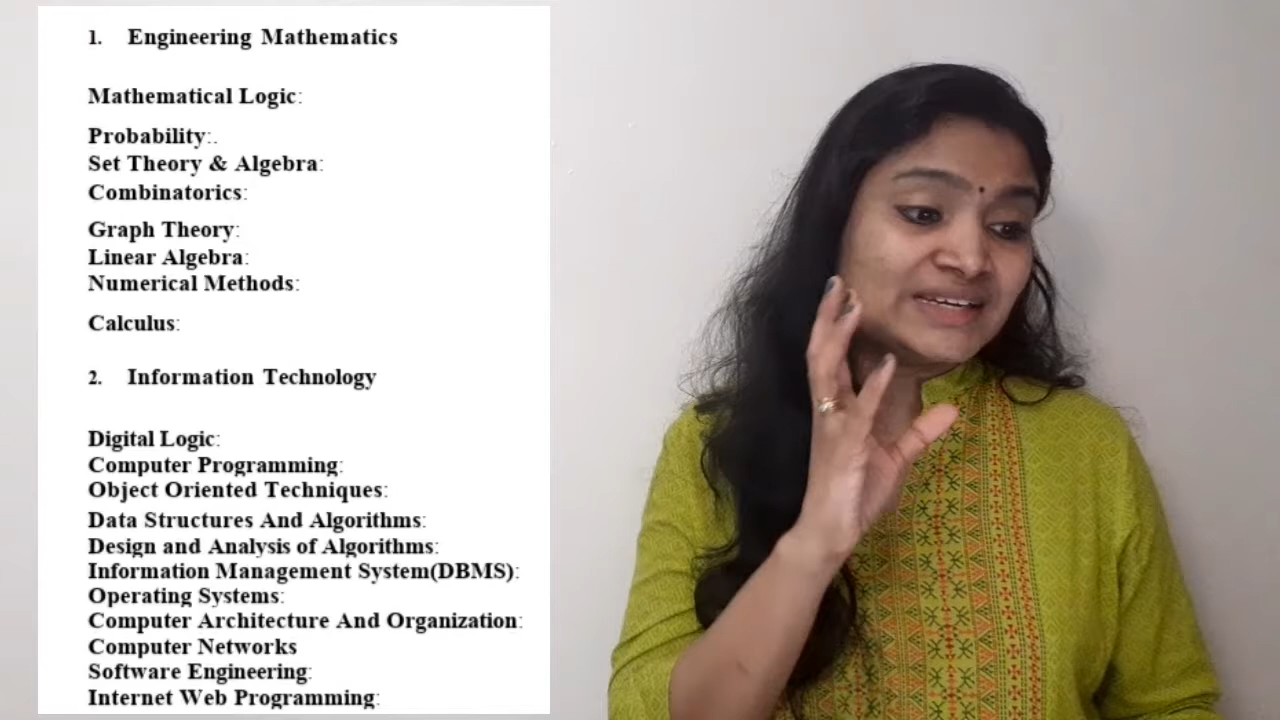 1. Engineering Mathematics
Mathematical Logic:
Probability:.
Set Theory & Algebra:
Combinatorics:
Graph Theory:
Linear Algebra:
Numerical Methods:
Calculus:
2. Information Technology
Digital Logic:
Computer Programming:
Object Oriented Techniques:
Data Structures And Algorithms:
Design and Analysis of Algorithms:
Information Management System(DBMS):
Operating Systems:
Computer Architecture And Organization:
Computer Networks
Software Engineering:
Internet Web Programming: